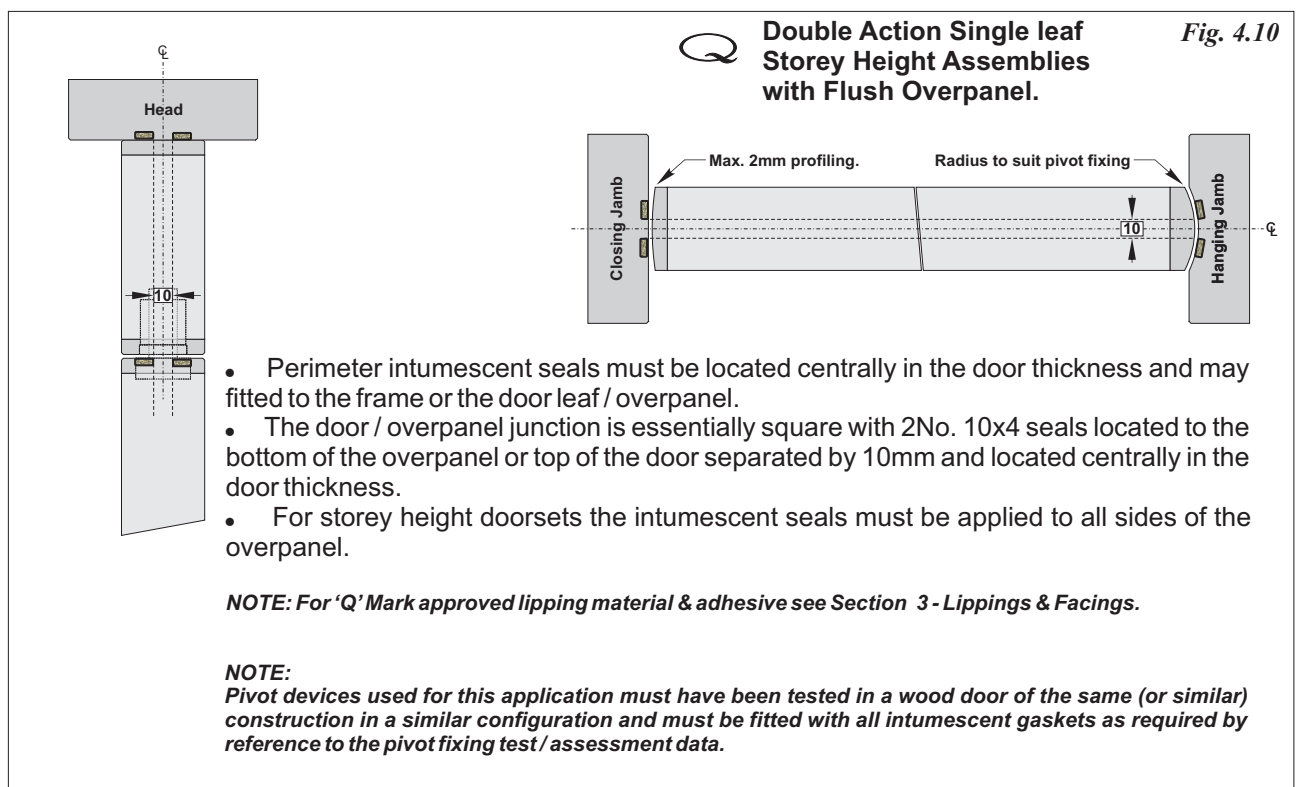 Double Action Single leaf
Storey Height Assemblies
with Flush Overpanel.
Fig. 4.10
Q
℄
Head
10
Closing Jamb
Max. 2mm profiling.
Radius to suit pivot fixing
10
Hanging Jamb
℄
• Perimeter intumescent seals must be located centrally in the door thickness and may
fitted to the frame or the door leaf / overpanel.
• The door / overpanel junction is essentially square with 2No. 10x4 seals located to the
bottom of the overpanel or top of the door separated by 10mm and located centrally in the
door thickness.
• For storey height doorsets the intumescent seals must be applied to all sides of the
overpanel.
NOTE: For ‘Q’ Mark approved lipping material & adhesive see Section 3 - Lippings & Facings.
NOTE:
Pivot devices used for this application must have been tested in a wood door of the same (or similar)
construction in a similar configuration and must be fitted with all intumescent gaskets as required by
reference to the pivot fixing test / assessment data.